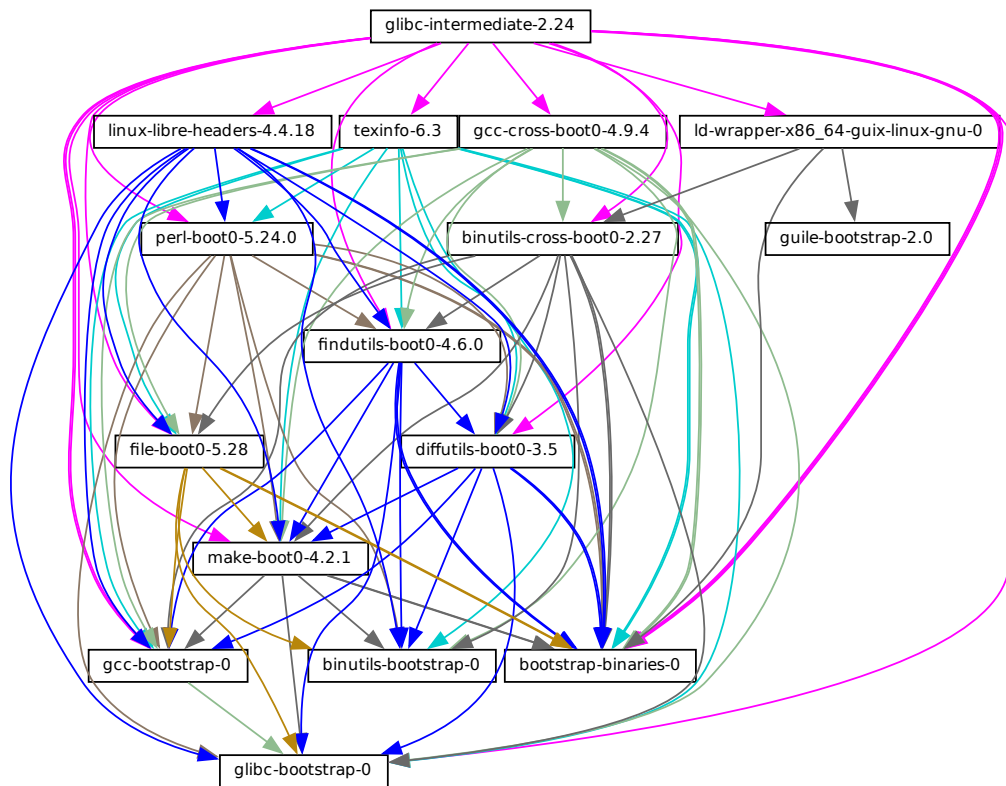 glibc-intermediate-2.24
linux-libre-headers-4.4.18
texinfo-6.3
gcc-cross-boot0-4.9.4
ld-wrapper-x86_64-guix-linux-gnu-0
perl-boot0-5.24.0
binutils-cross-boot0-2.27
guile-bootstrap-2.0
findutils-boot0-4.6.0
file-boot0-5.28
diffutils-boot0-3.5
make-boot0-4.2.1
gcc-bootstrap-0
binutils-bootstrap-0
bootstrap-binaries-0
glibc-bootstrap-0